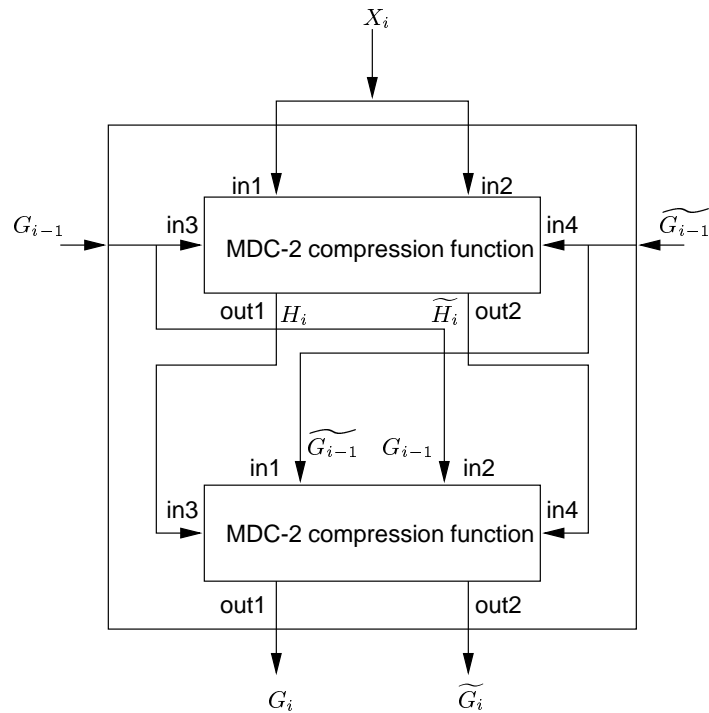 X_i
in1 in2
G_{i−1} in3 MDC-2 compression function in4 \widetilde{G_{i−1}}
out1 H_i \widetilde{H_i} out2
\widetilde{G_{i−1}} G_{i−1}
in1 in2
in3 MDC-2 compression function in4
out1 out2
G_i \widetilde{G_i}